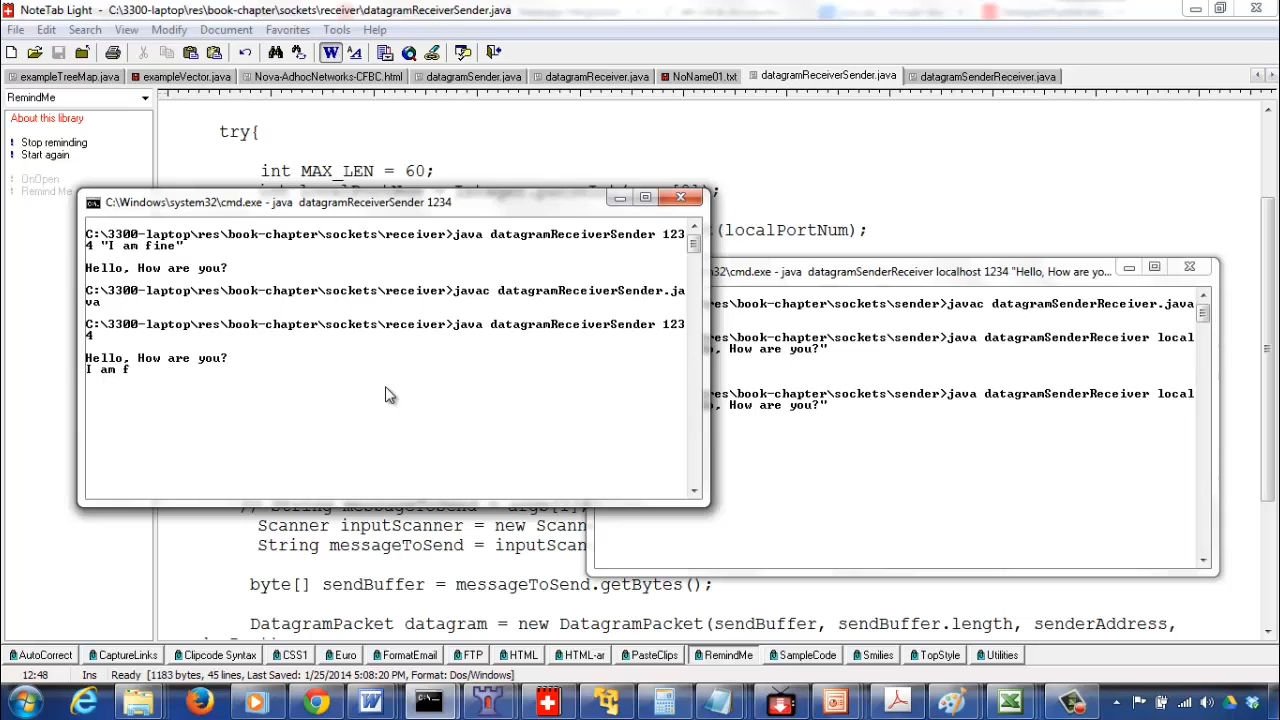 NoteTab Light - C:\3300-laptop\res\book-chapter\sockets\receiver\datagramReceiverSender.java
File Edit Search View Modify Document Favorites Tools Help
exampleTreeMap.java exampleVector.java Nova-AdhocNetworks-CFBC.html datagramSender.java datagramReceiver.java NoName01.txt datagramReceiverSender.java datagramSenderReceiver.java
RemindMe
About this library
! Stop reminding
! Start again
! OnOpen
! Remind Me
try{
int MAX_LEN = 60;
(localPortNum);
C:\Windows\system32\cmd.exe - java datagramReceiverSender 1234
C:\3300-laptop\res\book-chapter\sockets\receiver>java datagramReceiverSender 123
4 "I am fine"
Hello, How are you?
C:\3300-laptop\res\book-chapter\sockets\receiver>javac datagramReceiverSender.ja
va
C:\3300-laptop\res\book-chapter\sockets\receiver>java datagramReceiverSender 123
4
Hello, How are you?
I am f
32\cmd.exe - java datagramSenderReceiver localhost 1234 "Hello, How are yo...
res\book-chapter\sockets\sender>javac datagramSenderReceiver.java
res\book-chapter\sockets\sender>java datagramSenderReceiver local
o, How are you?"
res\book-chapter\sockets\sender>java datagramSenderReceiver local
o, How are you?"
// String messageToSend = args[1];
Scanner inputScanner = new Scann
String messageToSend = inputScan
byte[] sendBuffer = messageToSend.getBytes();
DatagramPacket datagram = new DatagramPacket(sendBuffer, sendBuffer.length, senderAddress,
AutoCorrect CaptureLinks Clipcode Syntax CSS1 Euro FormatEmail FTP HTML HTML-ar PasteClips RemindMe SampleCode Smilies TopStyle Utilities
12:48 Ins Ready [1183 bytes, 45 lines, Last Saved: 1/25/2014 5:08:20 PM, Format: Dos/Windows]